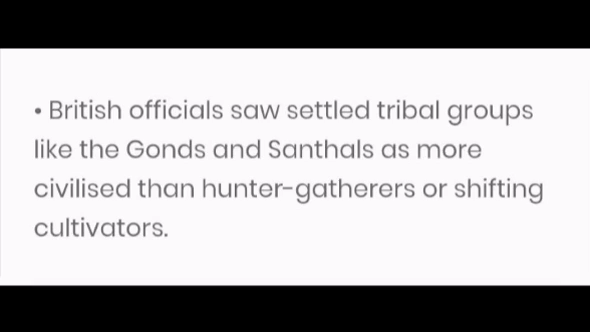 • British officials saw settled tribal groups
like the Gonds and Santhals as more
civilised than hunter-gatherers or shifting
cultivators.